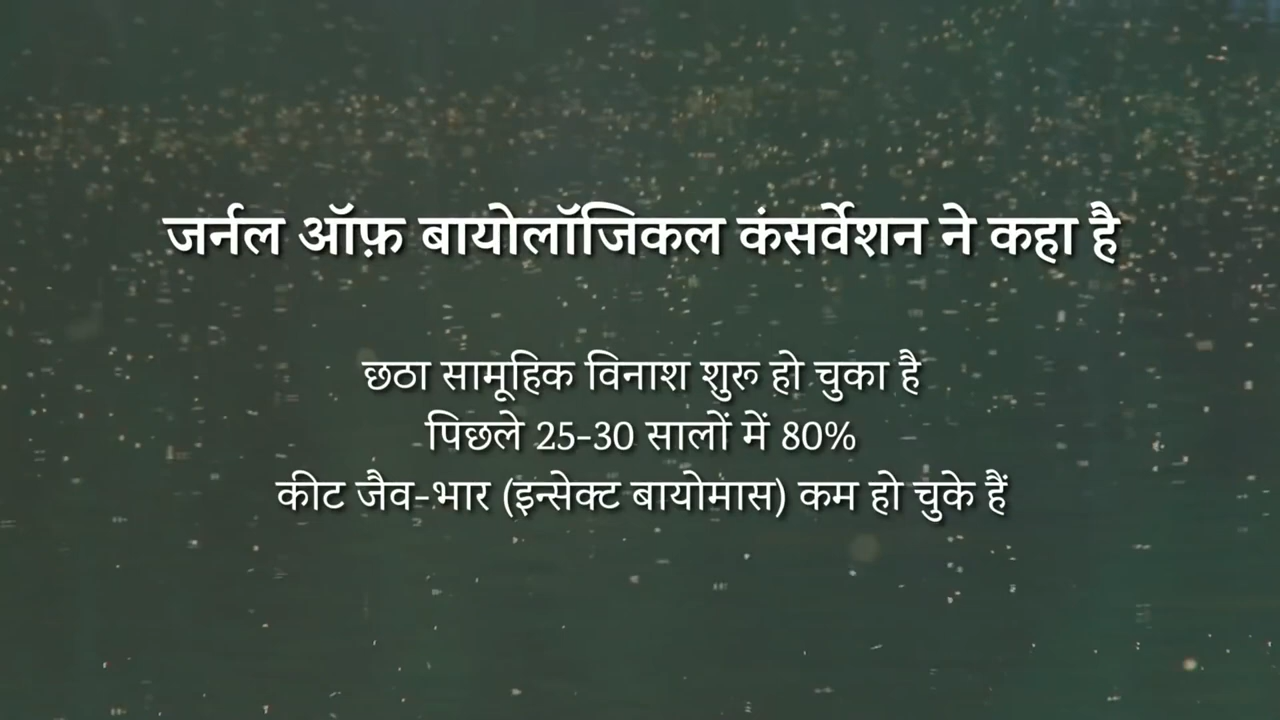 जर्नल ऑफ़ बायोलॉजिकल कंसर्वेशन ने कहा है
छठा सामूहिक विनाश शुरू हो चुका है
पिछले 25-30 सालों में 80%
कीट जैव-भार (इन्सेक्ट बायोमास) कम हो चुके हैं